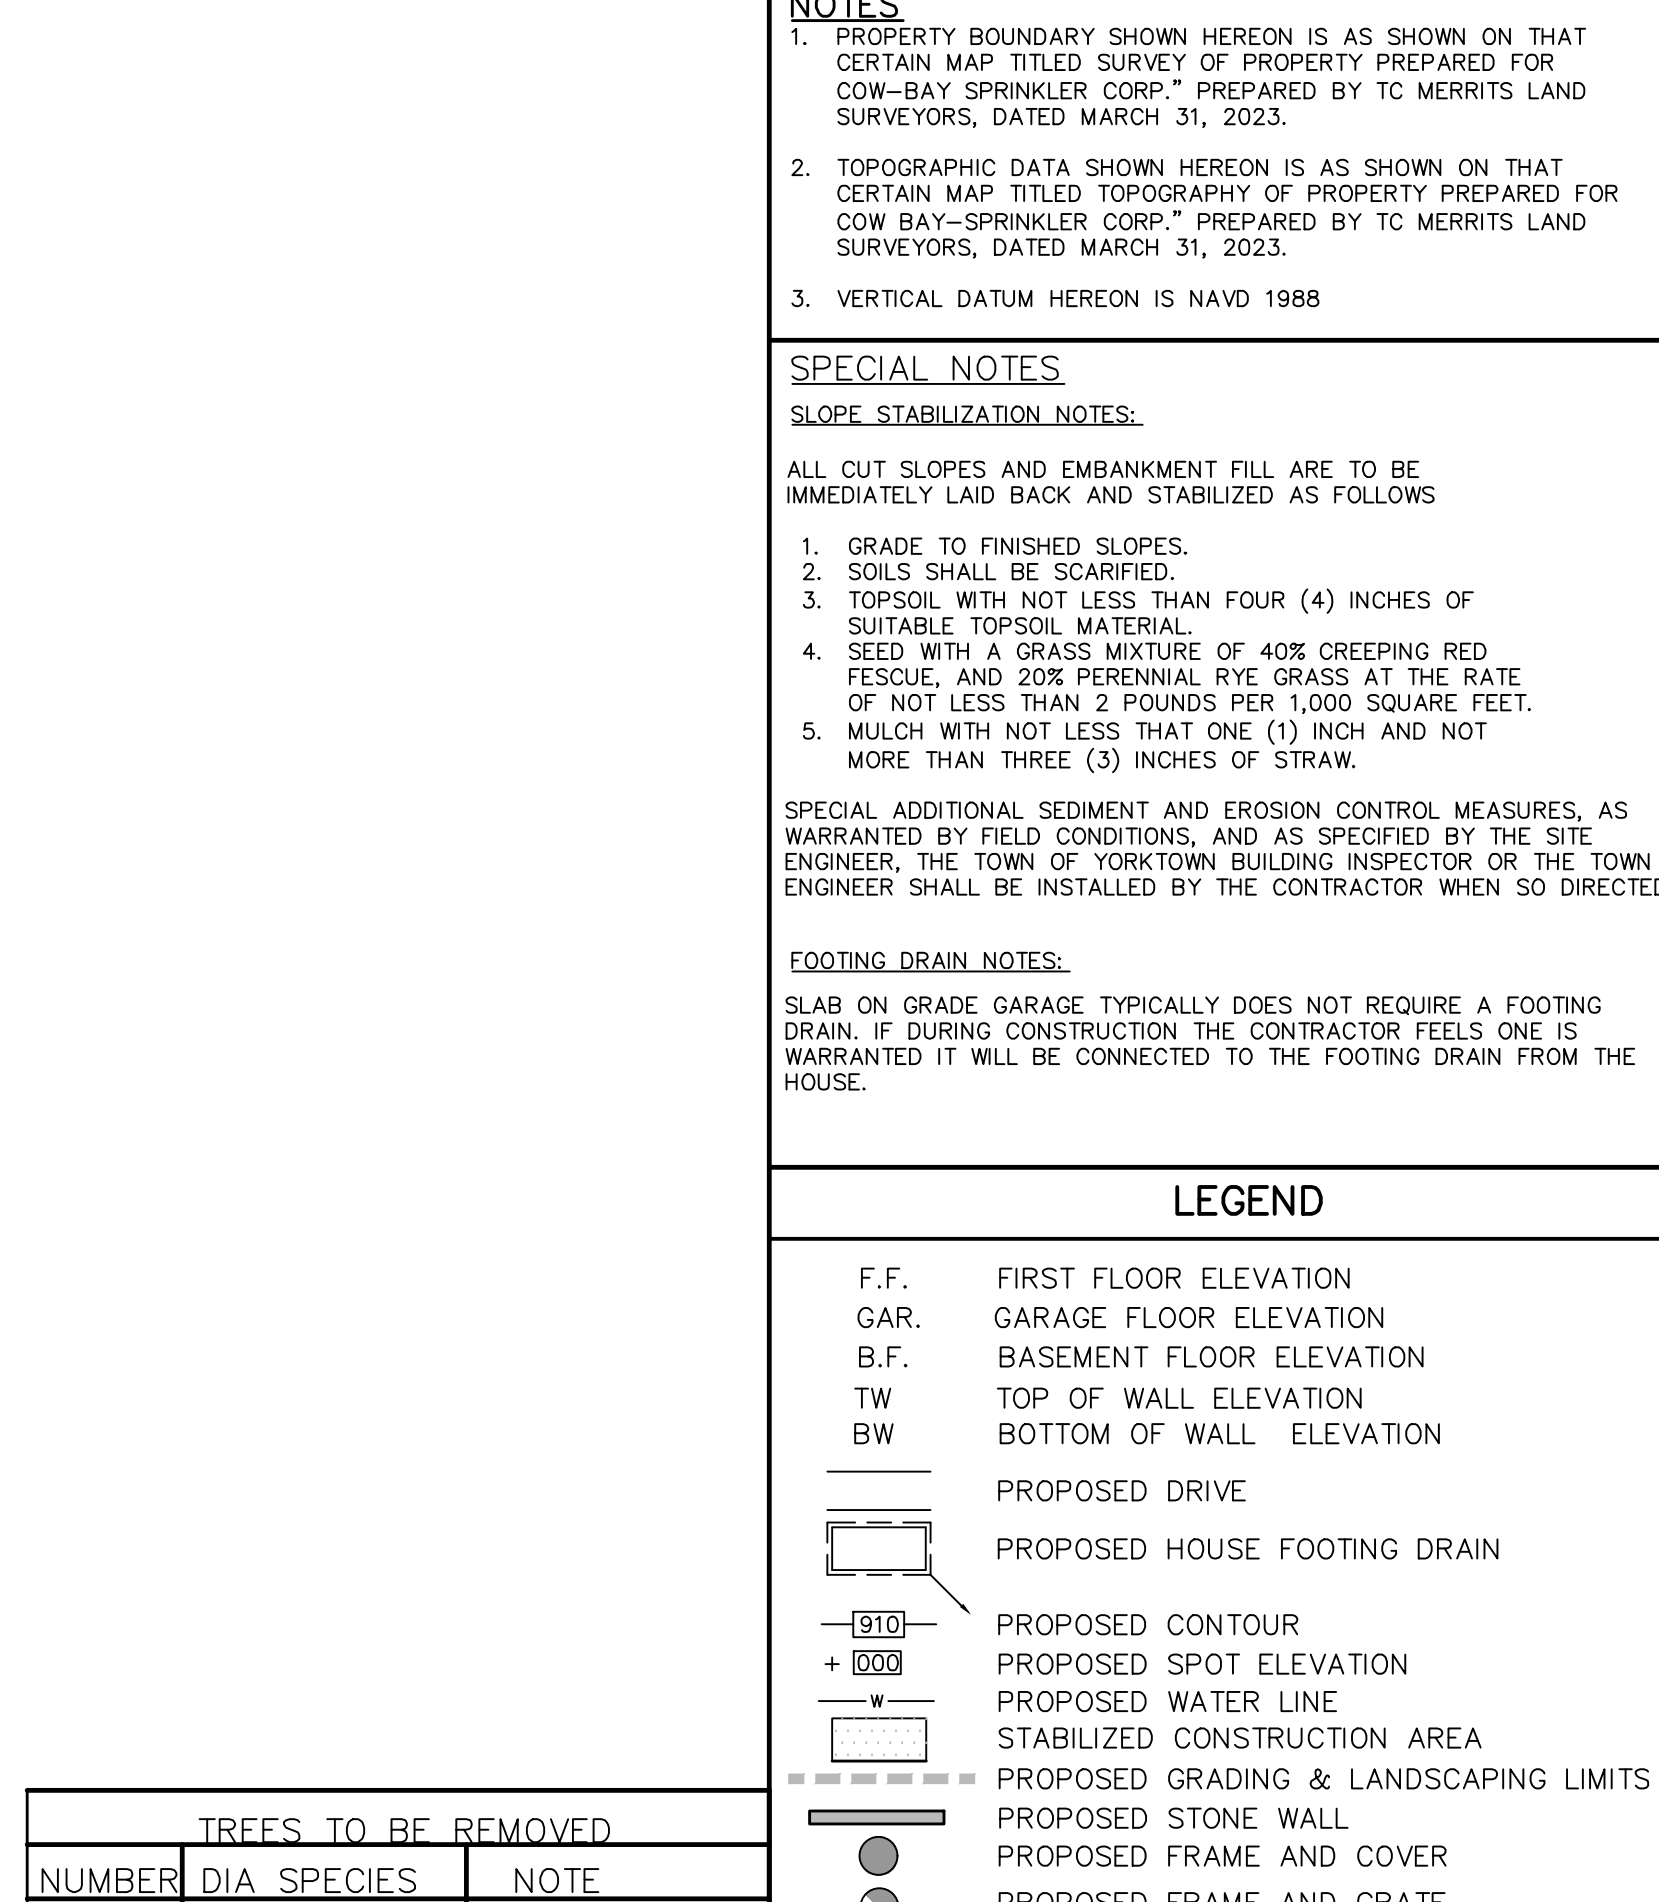 NOTES
1. PROPERTY BOUNDARY SHOWN HEREON IS AS SHOWN ON THAT
CERTAIN MAP TITLED SURVEY OF PROPERTY PREPARED FOR
COW-BAY SPRINKLER CORP." PREPARED BY TC MERRITS LAND
SURVEYORS, DATED MARCH 31, 2023.
2. TOPOGRAPHIC DATA SHOWN HEREON IS AS SHOWN ON THAT
CERTAIN MAP TITLED TOPOGRAPHY OF PROPERTY PREPARED FOR
COW BAY-SPRINKLER CORP." PREPARED BY TC MERRITS LAND
SURVEYORS, DATED MARCH 31, 2023.
3. VERTICAL DATUM HEREON IS NAVD 1988
SPECIAL NOTES
SLOPE STABILIZATION NOTES:
ALL CUT SLOPES AND EMBANKMENT FILL ARE TO BE
IMMEDIATELY LAID BACK AND STABILIZED AS FOLLOWS
1. GRADE TO FINISHED SLOPES.
2. SOILS SHALL BE SCARIFIED.
3. TOPSOIL WITH NOT LESS THAN FOUR (4) INCHES OF
SUITABLE TOPSOIL MATERIAL.
4. SEED WITH A GRASS MIXTURE OF 40% CREEPING RED
FESCUE, AND 20% PERENNIAL RYE GRASS AT THE RATE
OF NOT LESS THAN 2 POUNDS PER 1,000 SQUARE FEET.
5. MULCH WITH NOT LESS THAT ONE (1) INCH AND NOT
MORE THAN THREE (3) INCHES OF STRAW.
SPECIAL ADDITIONAL SEDIMENT AND EROSION CONTROL MEASURES, AS
WARRANTED BY FIELD CONDITIONS, AND AS SPECIFIED BY THE SITE
ENGINEER, THE TOWN OF YORKTOWN BUILDING INSPECTOR OR THE TOWN
ENGINEER SHALL BE INSTALLED BY THE CONTRACTOR WHEN SO DIRECTED
FOOTING DRAIN NOTES:
SLAB ON GRADE GARAGE TYPICALLY DOES NOT REQUIRE A FOOTING
DRAIN. IF DURING CONSTRUCTION THE CONTRACTOR FEELS ONE IS
WARRANTED IT WILL BE CONNECTED TO THE FOOTING DRAIN FROM THE
HOUSE.
LEGEND
F.F. FIRST FLOOR ELEVATION
GAR. GARAGE FLOOR ELEVATION
B.F. BASEMENT FLOOR ELEVATION
TW TOP OF WALL ELEVATION
BW BOTTOM OF WALL ELEVATION
PROPOSED DRIVE
PROPOSED HOUSE FOOTING DRAIN
910 PROPOSED CONTOUR
+ 000 PROPOSED SPOT ELEVATION
W PROPOSED WATER LINE
STABILIZED CONSTRUCTION AREA
PROPOSED GRADING & LANDSCAPING LIMITS
PROPOSED STONE WALL
PROPOSED FRAME AND COVER
PROPOSED FRAME AND GRATE
TREES TO BE REMOVED
NUMBER DIA SPECIES NOTE